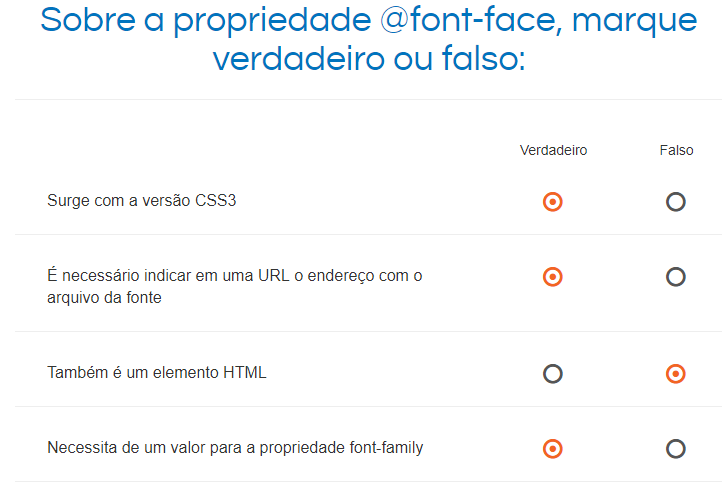 Sobre a propriedade @font-face, marque
verdadeiro ou falso:
Verdadeiro Falso
Surge com a versão CSS3
É necessário indicar em uma URL o endereço com o
arquivo da fonte
Também é um elemento HTML
Necessita de um valor para a propriedade font-family